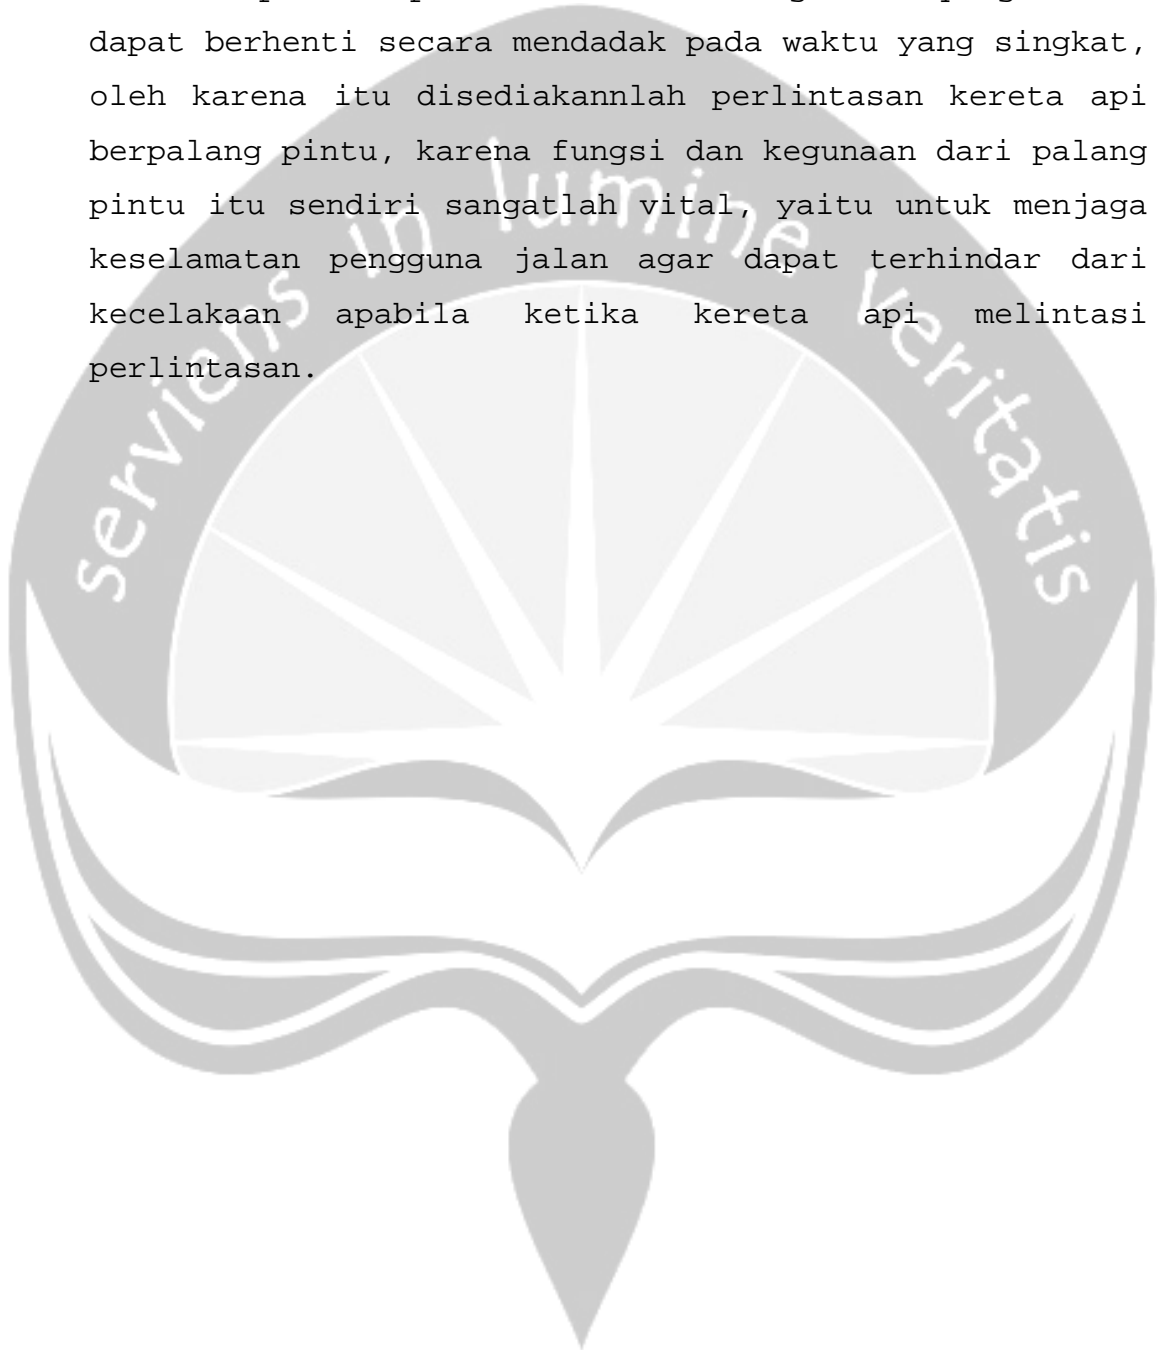 dapat berhenti secara mendadak pada waktu yang singkat,
oleh karena itu disediakannlah perlintasan kereta api
berpalang pintu, karena fungsi dan kegunaan dari palang
pintu itu sendiri sangatlah vital, yaitu untuk menjaga
keselamatan pengguna jalan agar dapat terhindar dari
kecelakaan apabila ketika kereta api melintasi
perlintasan.
serviens in lumine veritatis